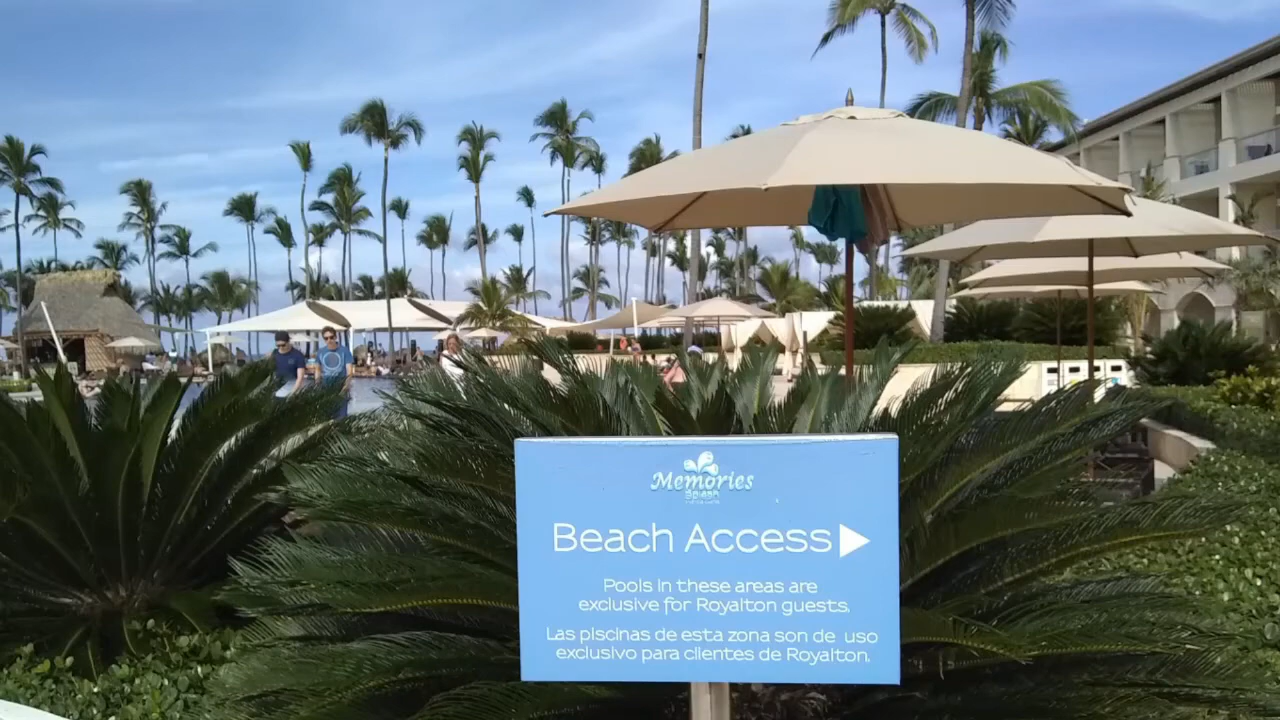 Memories
Splash
Beach Access
Pools in these areas are
exclusive for Royalton guests.
Las piscinas de esta zona son de uso
exclusivo para clientes de Royalton.